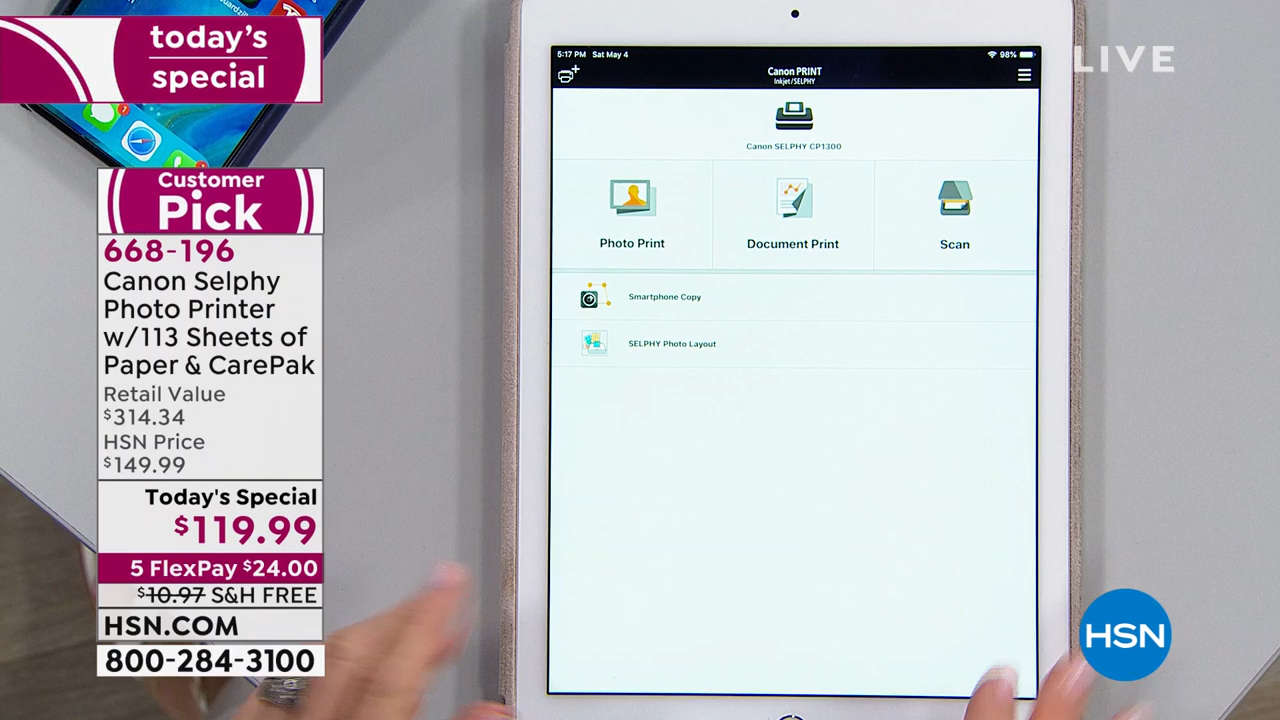 today's
special
Customer
Pick
668-196
Canon Selphy
Photo Printer
w/113 Sheets of
Paper & CarePak
Retail Value
$314.34
HSN Price
$149.99
Today's Special
$119.99
5 FlexPay $24.00
$10.97 S&H FREE
HSN.COM
800-284-3100
5:17 PM Sat May 4
98%
Canon PRINT
Inkjet/SELPHY
Canon SELPHY CP1300
Photo Print
Document Print
Scan
Smartphone Copy
SELPHY Photo Layout
LIVE
HSN